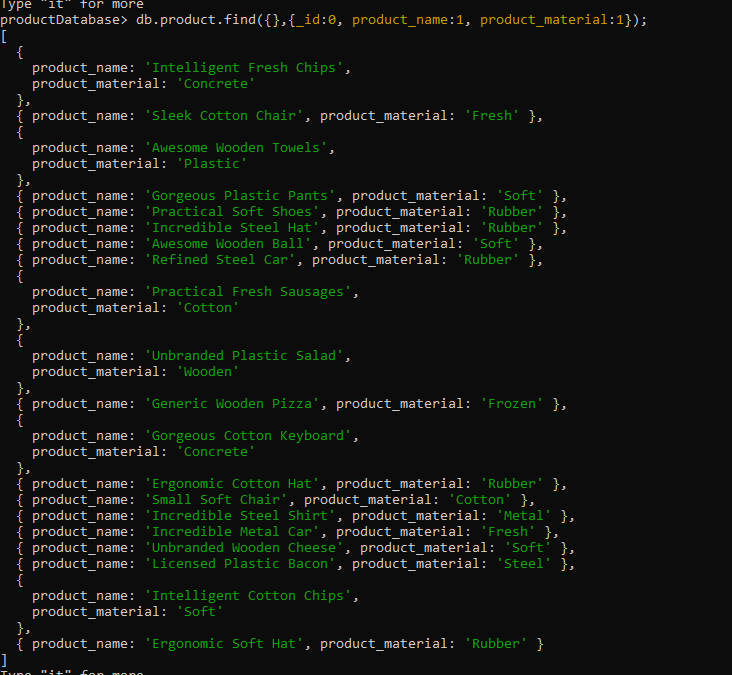 Type "it" for more
productDatabase> db.product.find({},{_id:0, product_name:1, product_material:1});
[
  {
    product_name: 'Intelligent Fresh Chips',
    product_material: 'Concrete'
  },
  { product_name: 'Sleek Cotton Chair', product_material: 'Fresh' },
  {
    product_name: 'Awesome Wooden Towels',
    product_material: 'Plastic'
  },
  { product_name: 'Gorgeous Plastic Pants', product_material: 'Soft' },
  { product_name: 'Practical Soft Shoes', product_material: 'Rubber' },
  { product_name: 'Incredible Steel Hat', product_material: 'Rubber' },
  { product_name: 'Awesome Wooden Ball', product_material: 'Soft' },
  { product_name: 'Refined Steel Car', product_material: 'Rubber' },
  {
    product_name: 'Practical Fresh Sausages',
    product_material: 'Cotton'
  },
  {
    product_name: 'Unbranded Plastic Salad',
    product_material: 'Wooden'
  },
  { product_name: 'Generic Wooden Pizza', product_material: 'Frozen' },
  {
    product_name: 'Gorgeous Cotton Keyboard',
    product_material: 'Concrete'
  },
  { product_name: 'Ergonomic Cotton Hat', product_material: 'Rubber' },
  { product_name: 'Small Soft Chair', product_material: 'Cotton' },
  { product_name: 'Incredible Steel Shirt', product_material: 'Metal' },
  { product_name: 'Incredible Metal Car', product_material: 'Fresh' },
  { product_name: 'Unbranded Wooden Cheese', product_material: 'Soft' },
  { product_name: 'Licensed Plastic Bacon', product_material: 'Steel' },
  {
    product_name: 'Intelligent Cotton Chips',
    product_material: 'Soft'
  },
  { product_name: 'Ergonomic Soft Hat', product_material: 'Rubber' }
]
Type "it" for more